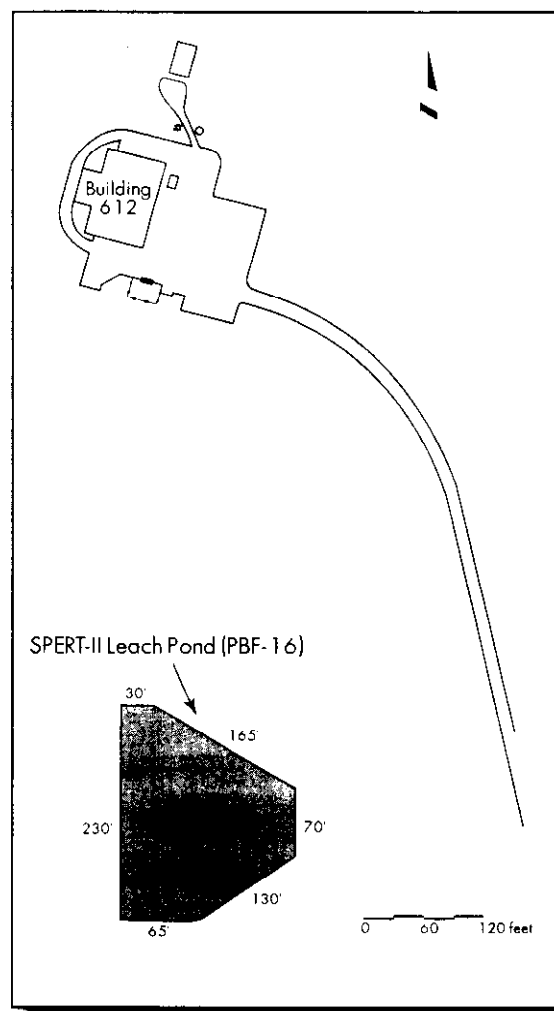 Building
612
SPERT-II Leach Pond (PBF-16)
30'
165'
230'
70'
130'
65'
0 60 120 feet